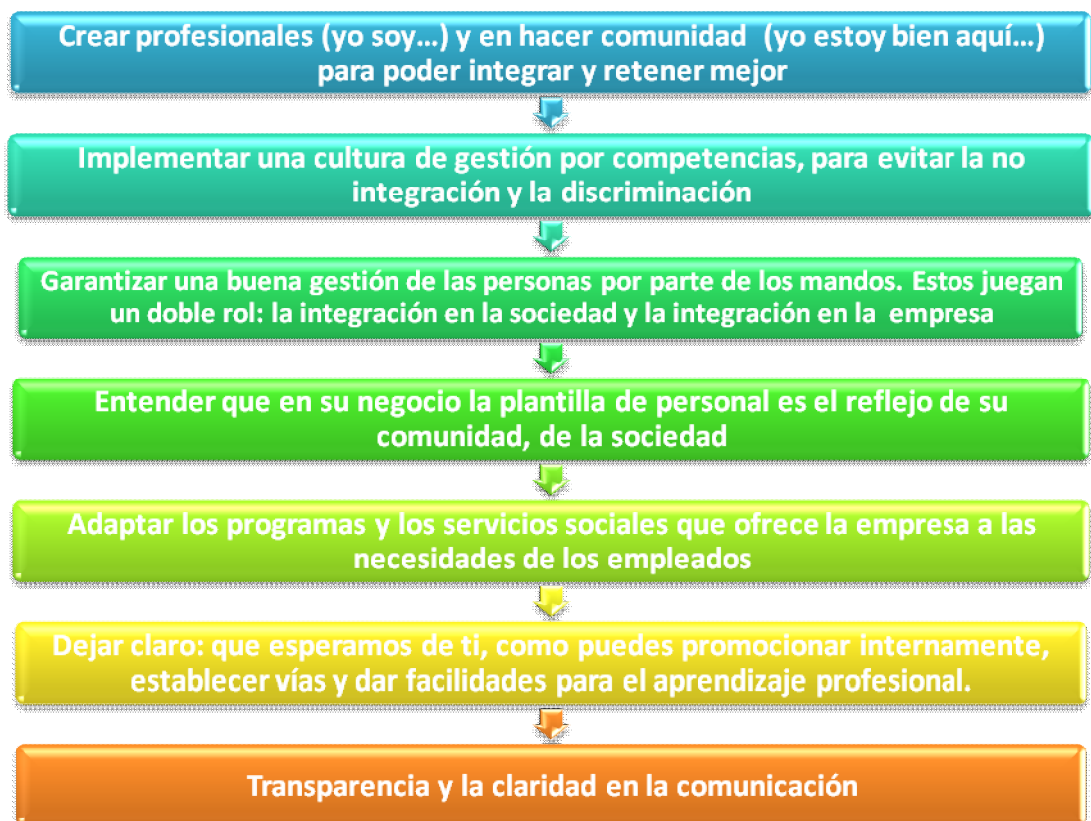 Crear profesionales (yo soy…) y en hacer comunidad (yo estoy bien aquí…)
para poder integrar y retener mejor
Implementar una cultura de gestión por competencias, para evitar la no
integración y la discriminación
Garantizar una buena gestión de las personas por parte de los mandos. Estos juegan
un doble rol: la integración en la sociedad y la integración en la empresa
Entender que en su negocio la plantilla de personal es el reflejo de su
comunidad, de la sociedad
Adaptar los programas y los servicios sociales que ofrece la empresa a las
necesidades de los empleados
Dejar claro: que esperamos de ti, como puedes promocionar internamente,
establecer vías y dar facilidades para el aprendizaje profesional.
Transparencia y la claridad en la comunicación